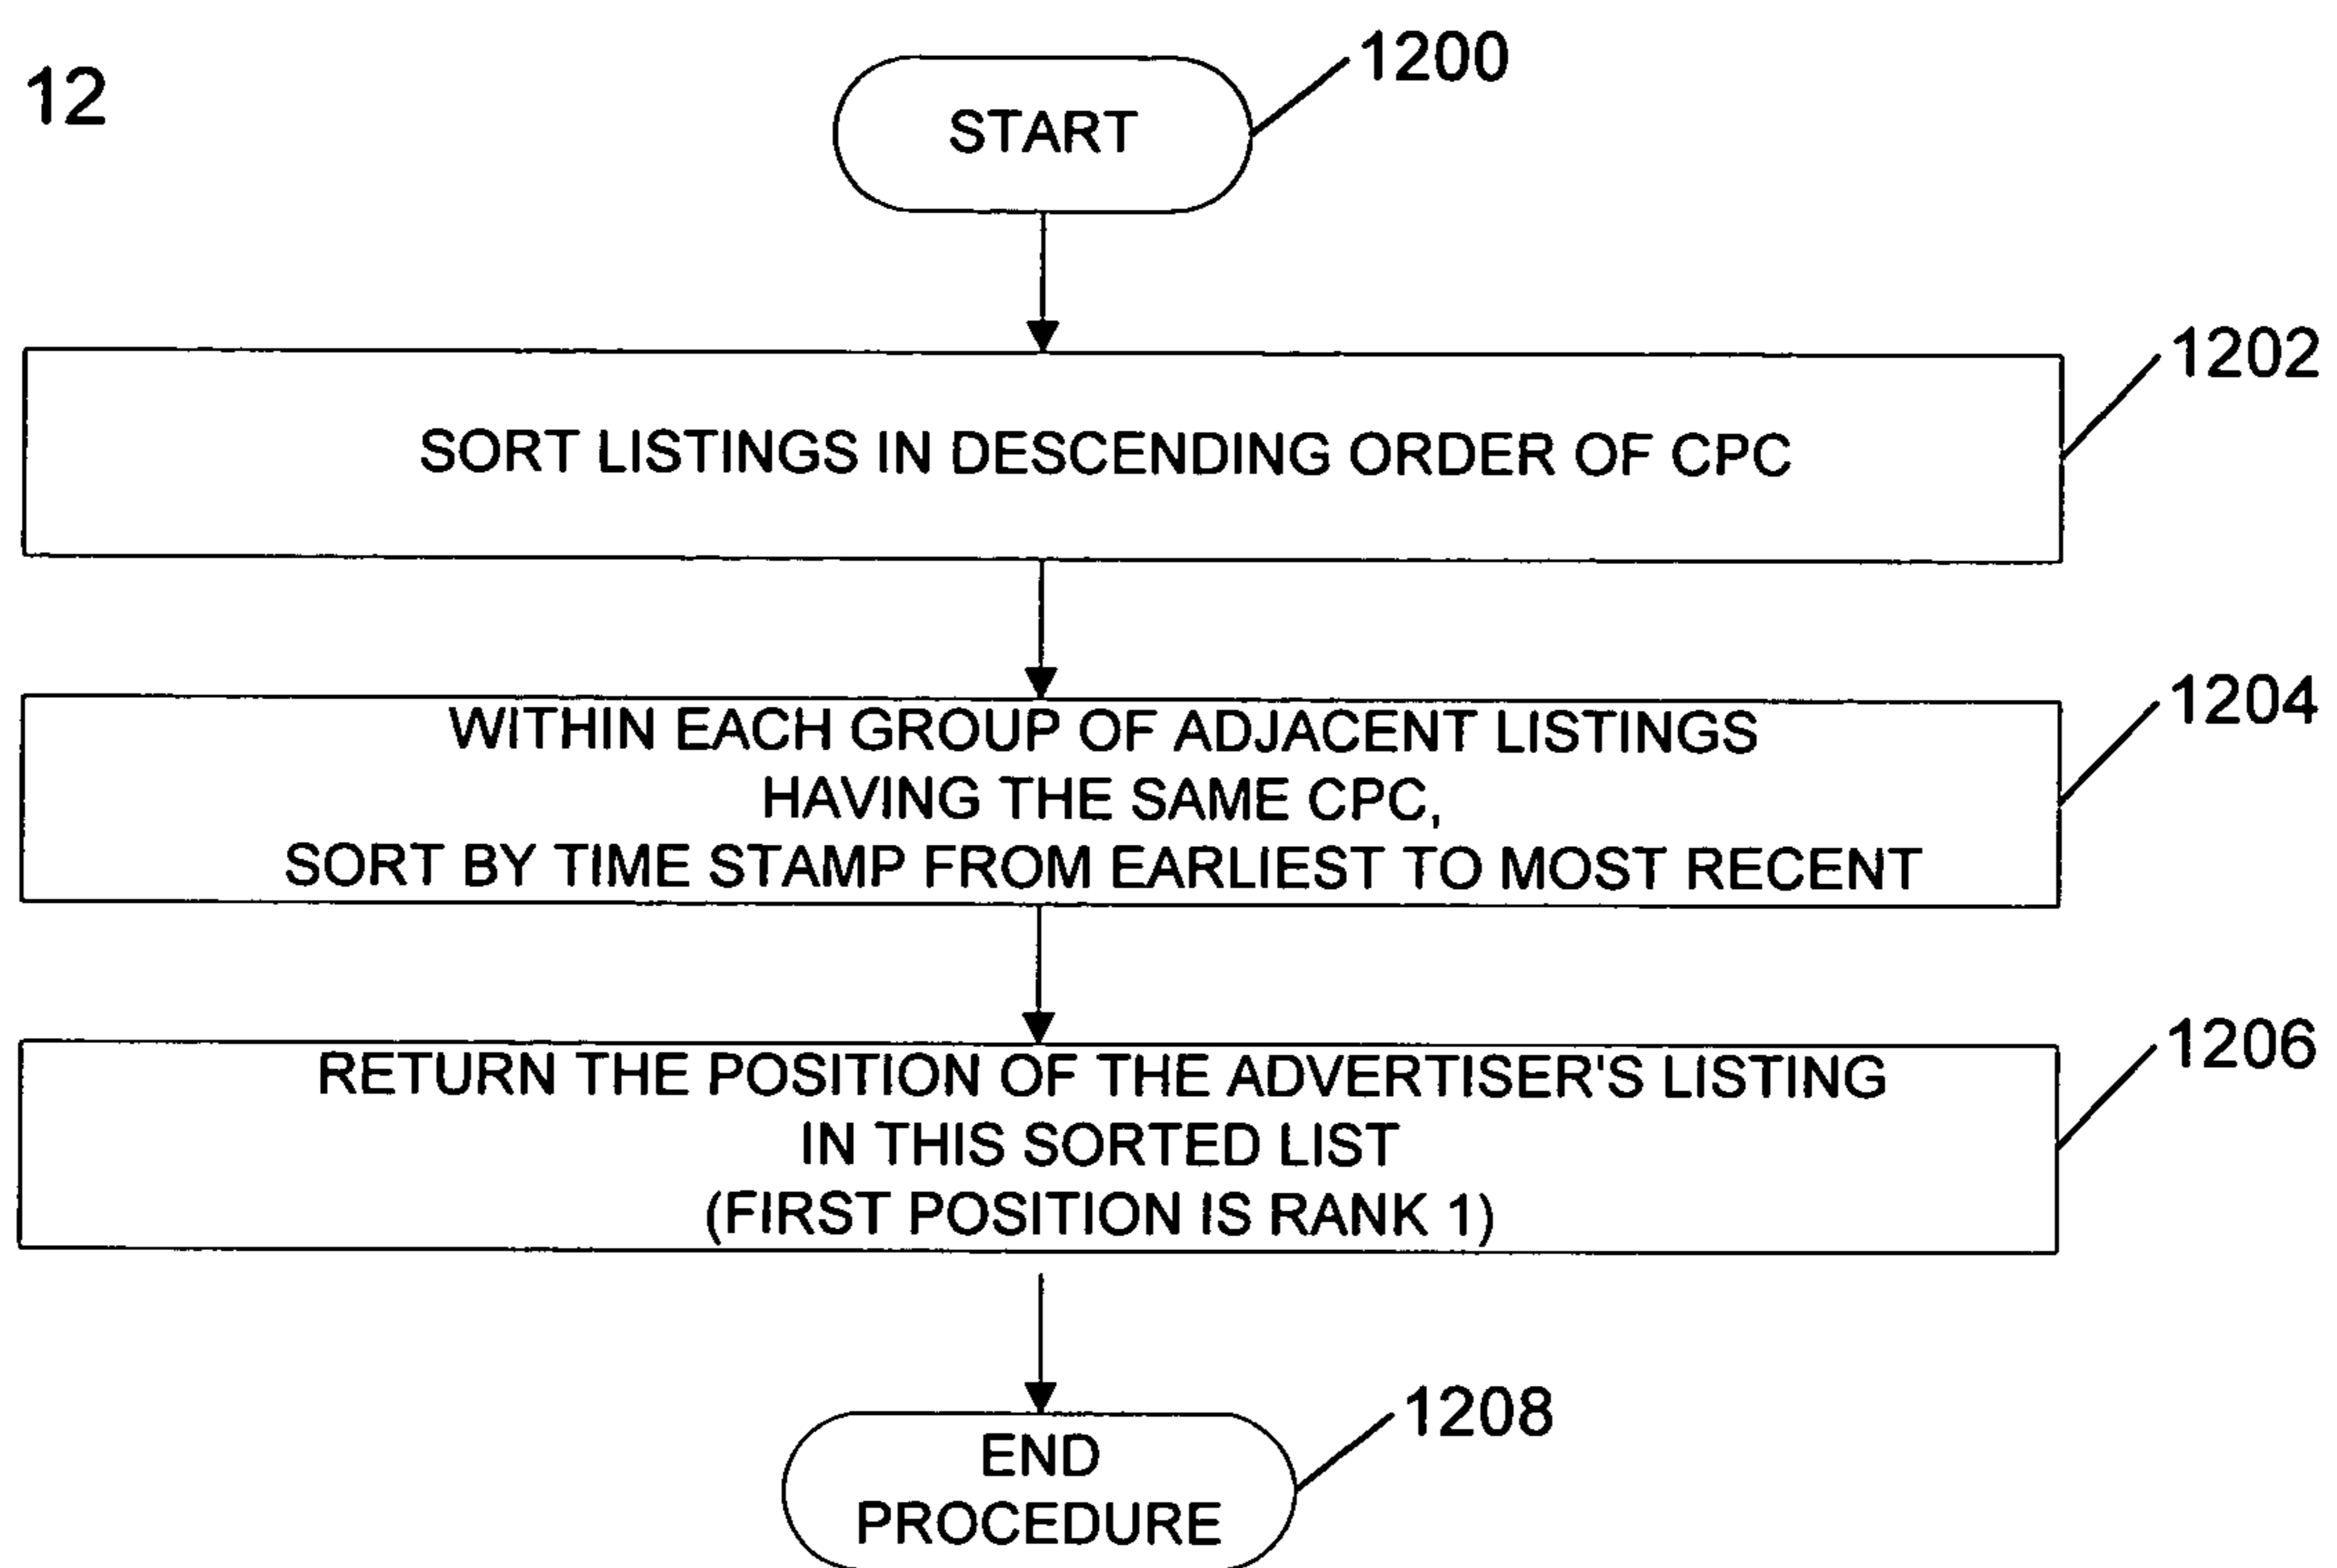 12
1200
START
1202
SORT LISTINGS IN DESCENDING ORDER OF CPC
1204
WITHIN EACH GROUP OF ADJACENT LISTINGS
HAVING THE SAME CPC,
SORT BY TIME STAMP FROM EARLIEST TO MOST RECENT
1206
RETURN THE POSITION OF THE ADVERTISER'S LISTING
IN THIS SORTED LIST
(FIRST POSITION IS RANK 1)
1208
END
PROCEDURE